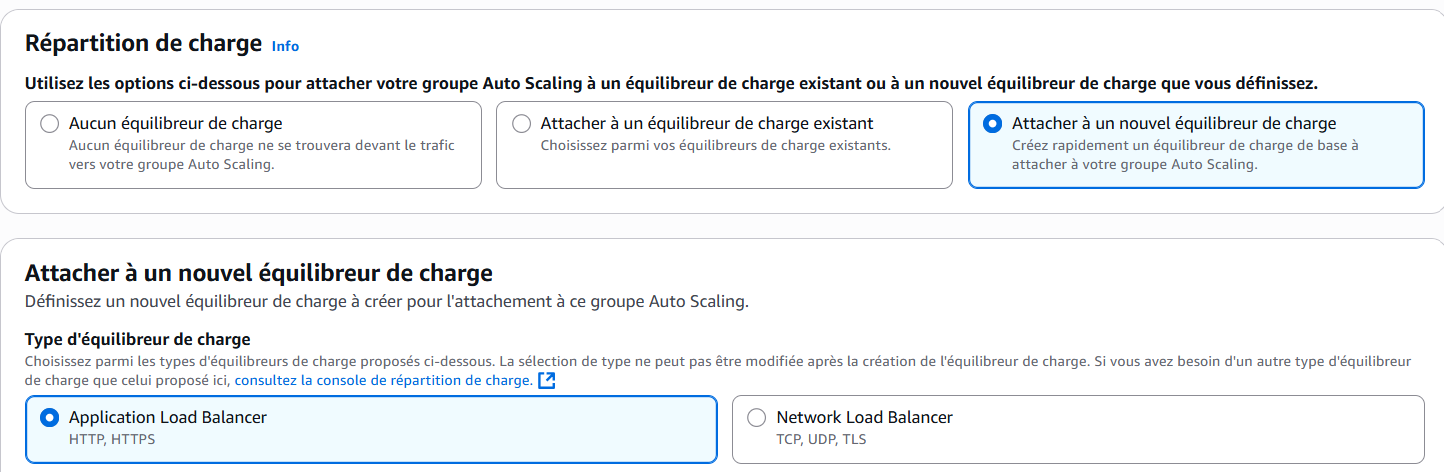 Répartition de charge Info
Utilisez les options ci-dessous pour attacher votre groupe Auto Scaling à un équilibreur de charge existant ou à un nouvel équilibreur de charge que vous définissez.
Aucun équilibreur de charge
Aucun équilibreur de charge ne se trouvera devant le trafic
vers votre groupe Auto Scaling.
Attacher à un équilibreur de charge existant
Choisissez parmi vos équilibreurs de charge existants.
Attacher à un nouvel équilibreur de charge
Créez rapidement un équilibreur de charge de base à
attacher à votre groupe Auto Scaling.
Attacher à un nouvel équilibreur de charge
Définissez un nouvel équilibreur de charge à créer pour l'attachement à ce groupe Auto Scaling.
Type d'équilibreur de charge
Choisissez parmi les types d'équilibreurs de charge proposés ci-dessous. La sélection de type ne peut pas être modifiée après la création de l'équilibreur de charge. Si vous avez besoin d'un autre type d'équilibreur
de charge que celui proposé ici, consultez la console de répartition de charge.
Application Load Balancer
HTTP, HTTPS
Network Load Balancer
TCP, UDP, TLS